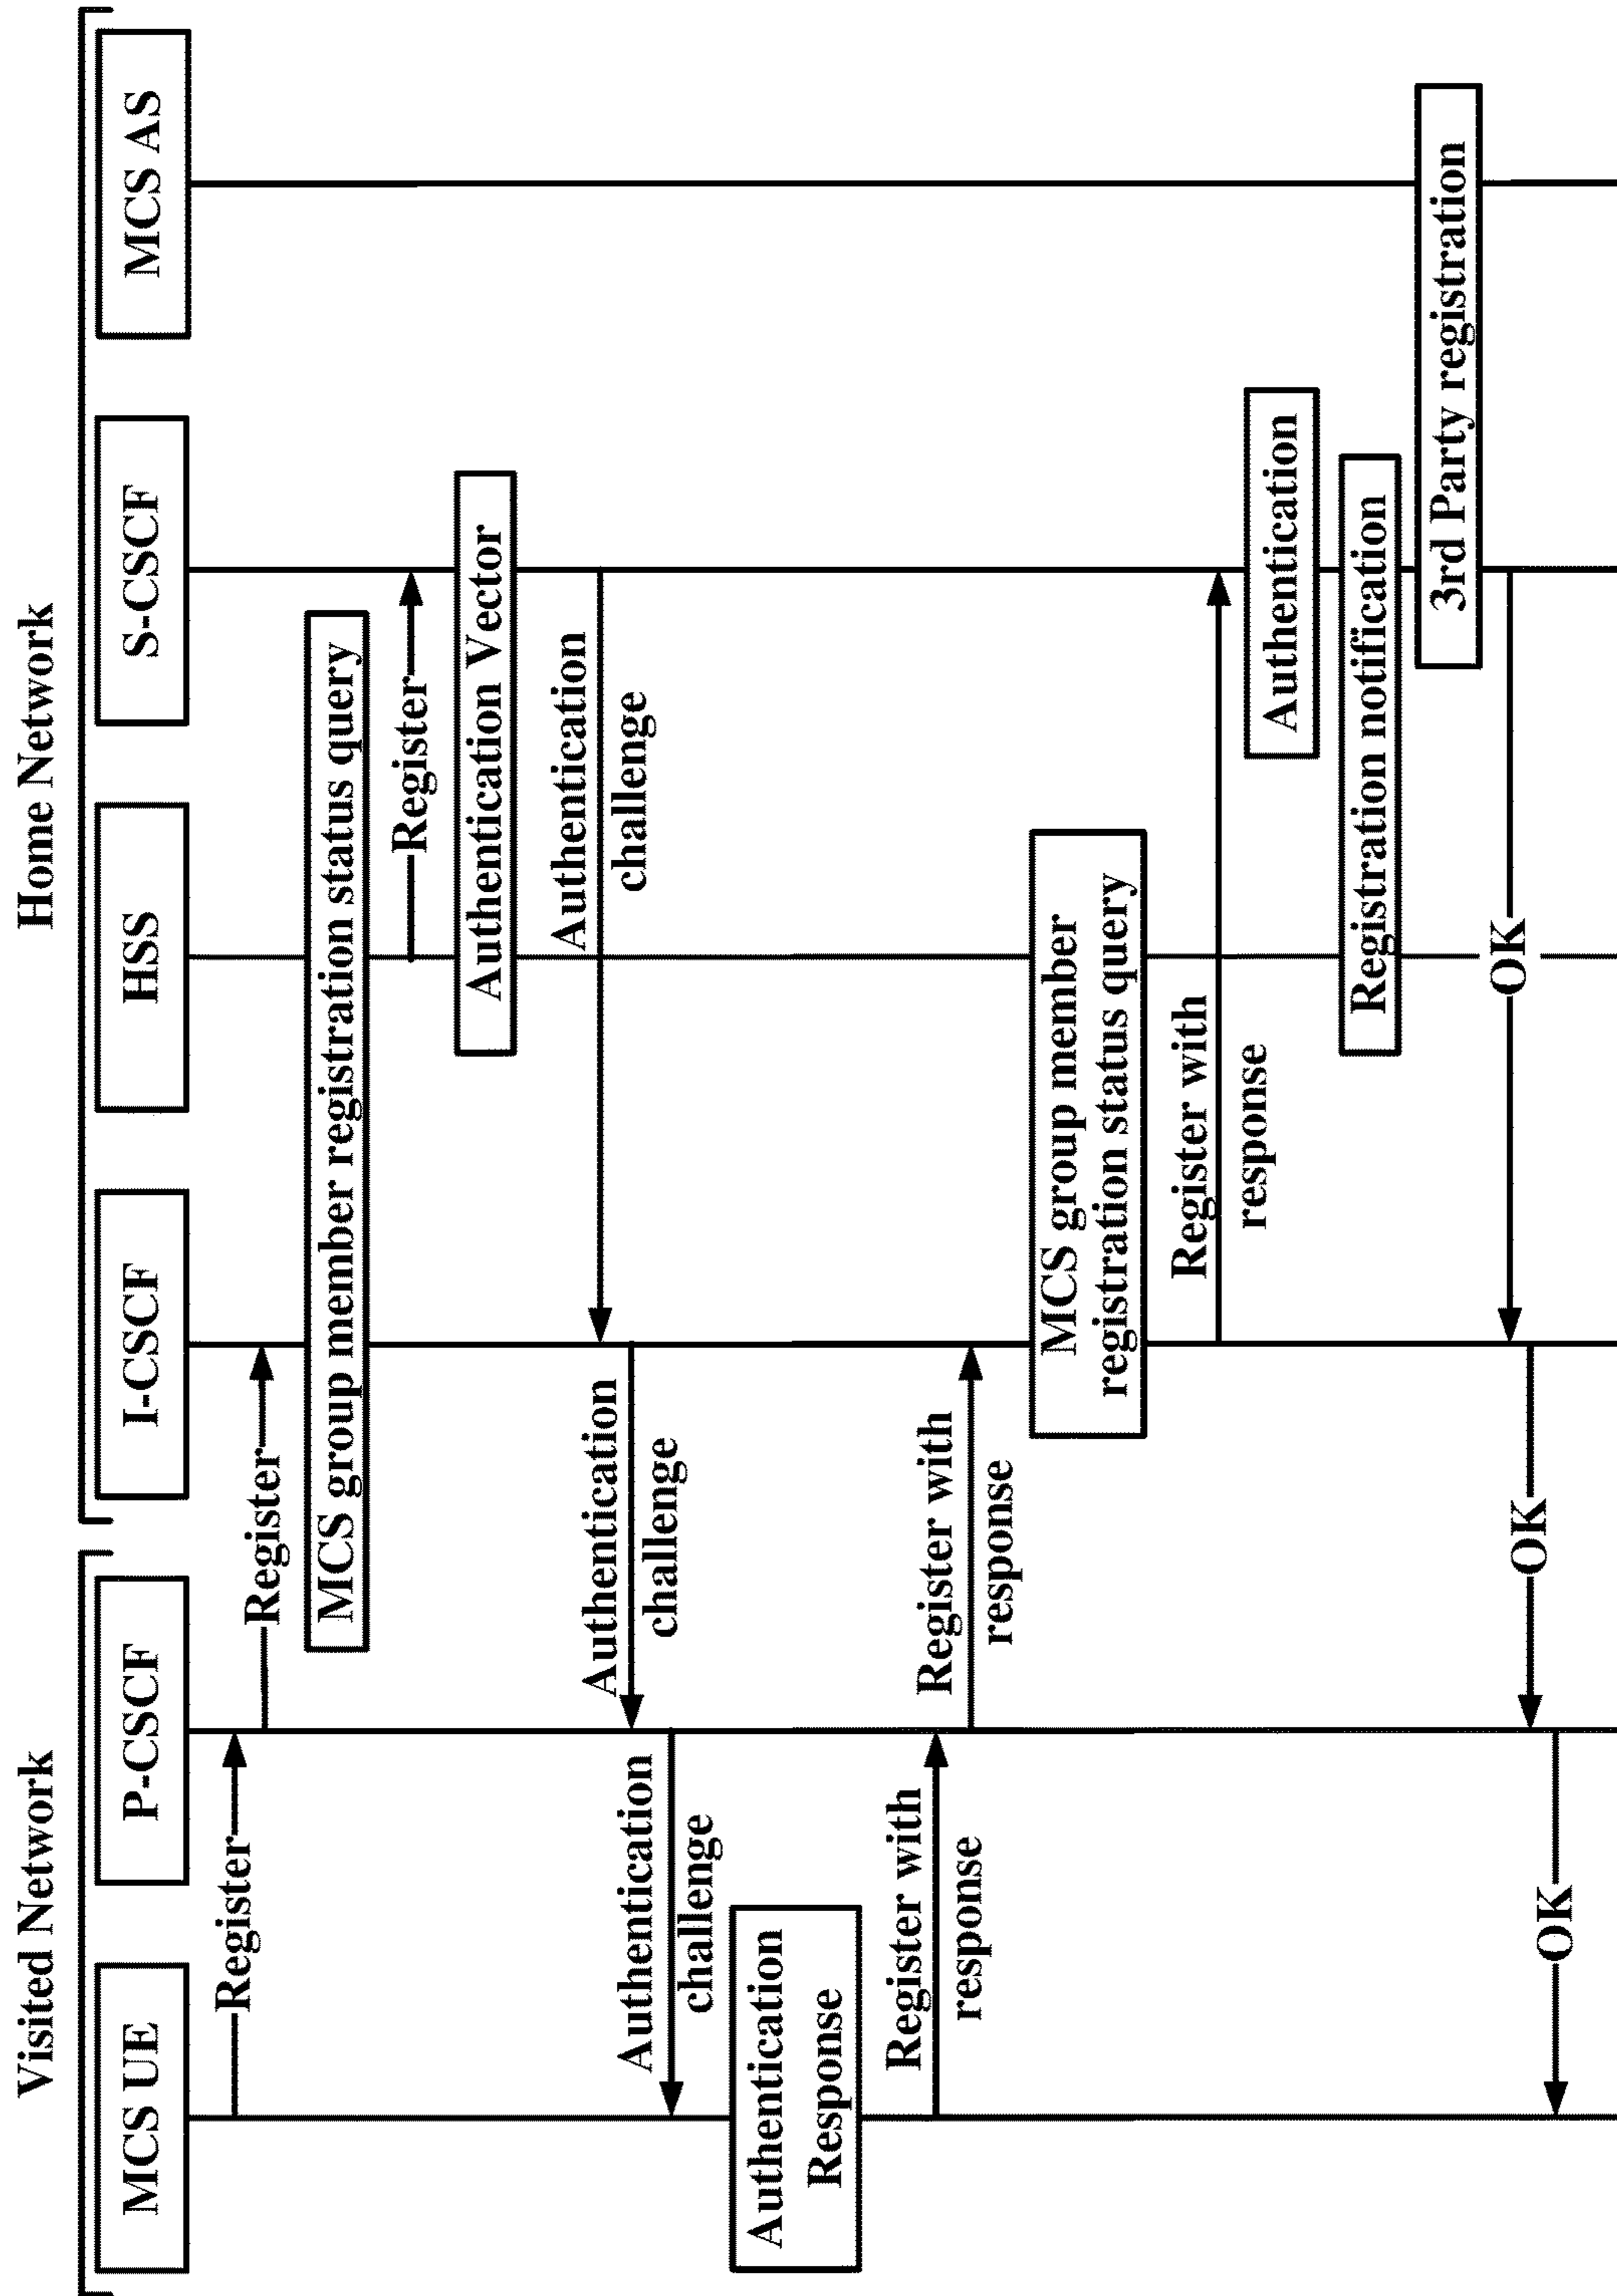 Visited Network
Home Network
MCS UE
P-CSCF
I-CSCF
HSS
S-CSCF
MCS AS
Register
Register
MCS group member registration status query
Register
Authentication Vector
Authentication
challenge
Authentication
challenge
Authentication
challenge
Authentication
Response
Register with
response
Register with
response
MCS group member
registration status query
Register with
response
Authentication
Registration notification
3rd Party registration
OK
OK
OK